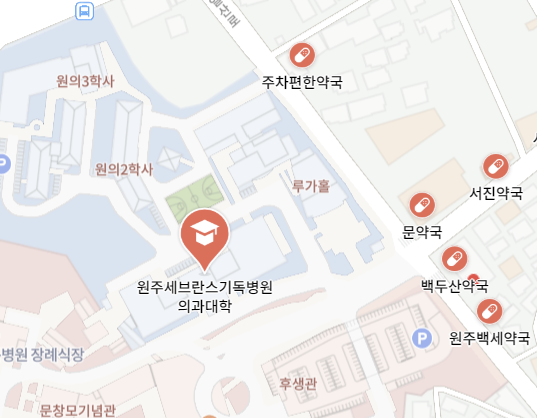 일산로
주차편한약국
원의3학사
P
원의2학사
루가홀
서진약국
문약국
백두산약국
원주세브란스기독병원
의과대학
원주백세약국
P
병원 장례식장
후생관
문창모기념관